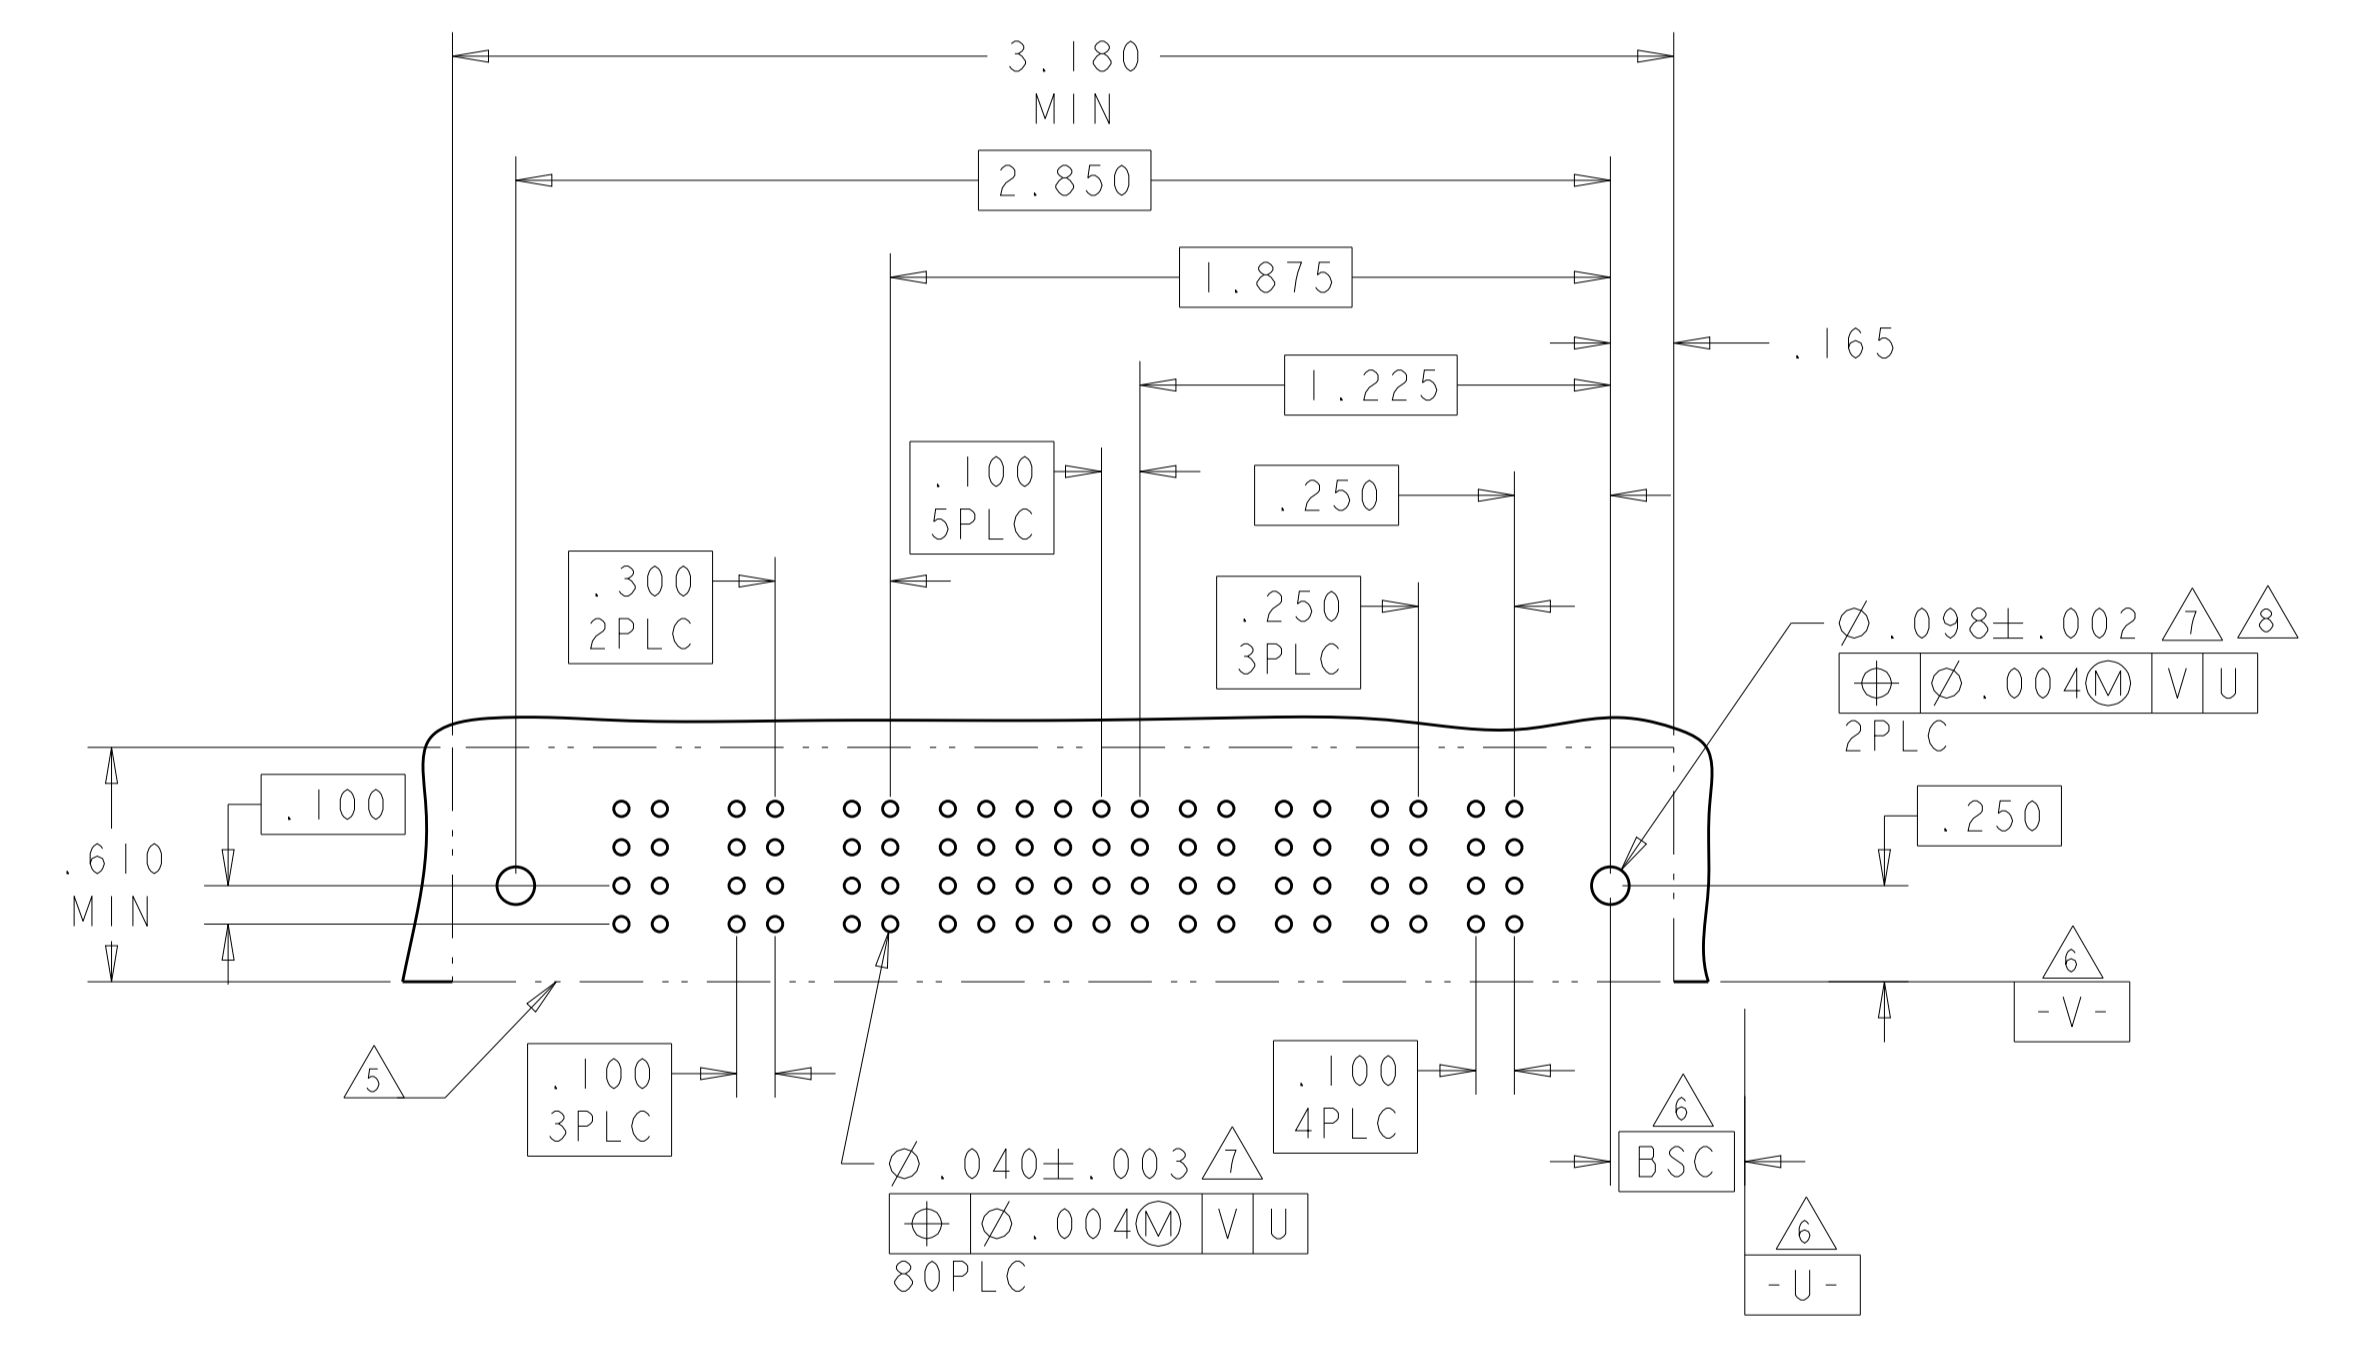 3.180
MIN
2.850
1.875
.165
1.225
.100
5PLC
.250
.300
2PLC
.250
3PLC
Ø.098±.002 7 8
⌖ Ø.004Ⓜ V U
2PLC
.100
.250
.610
MIN
6
-V-
5
.100
3PLC
.100
4PLC
6
BSC
Ø.040±.003 7
⌖ Ø.004Ⓜ V U
80PLC
6
-U-